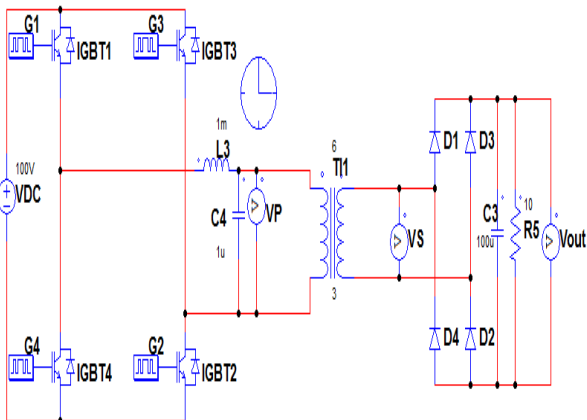 G1
G3
IGBT1
IGBT3
1m
L3
6
TI1
D1
D3
100V
VDC
C4
VP
VS
C3
100u
10
R5
Vout
1u
3
G4
G2
D4
D2
IGBT4
IGBT2